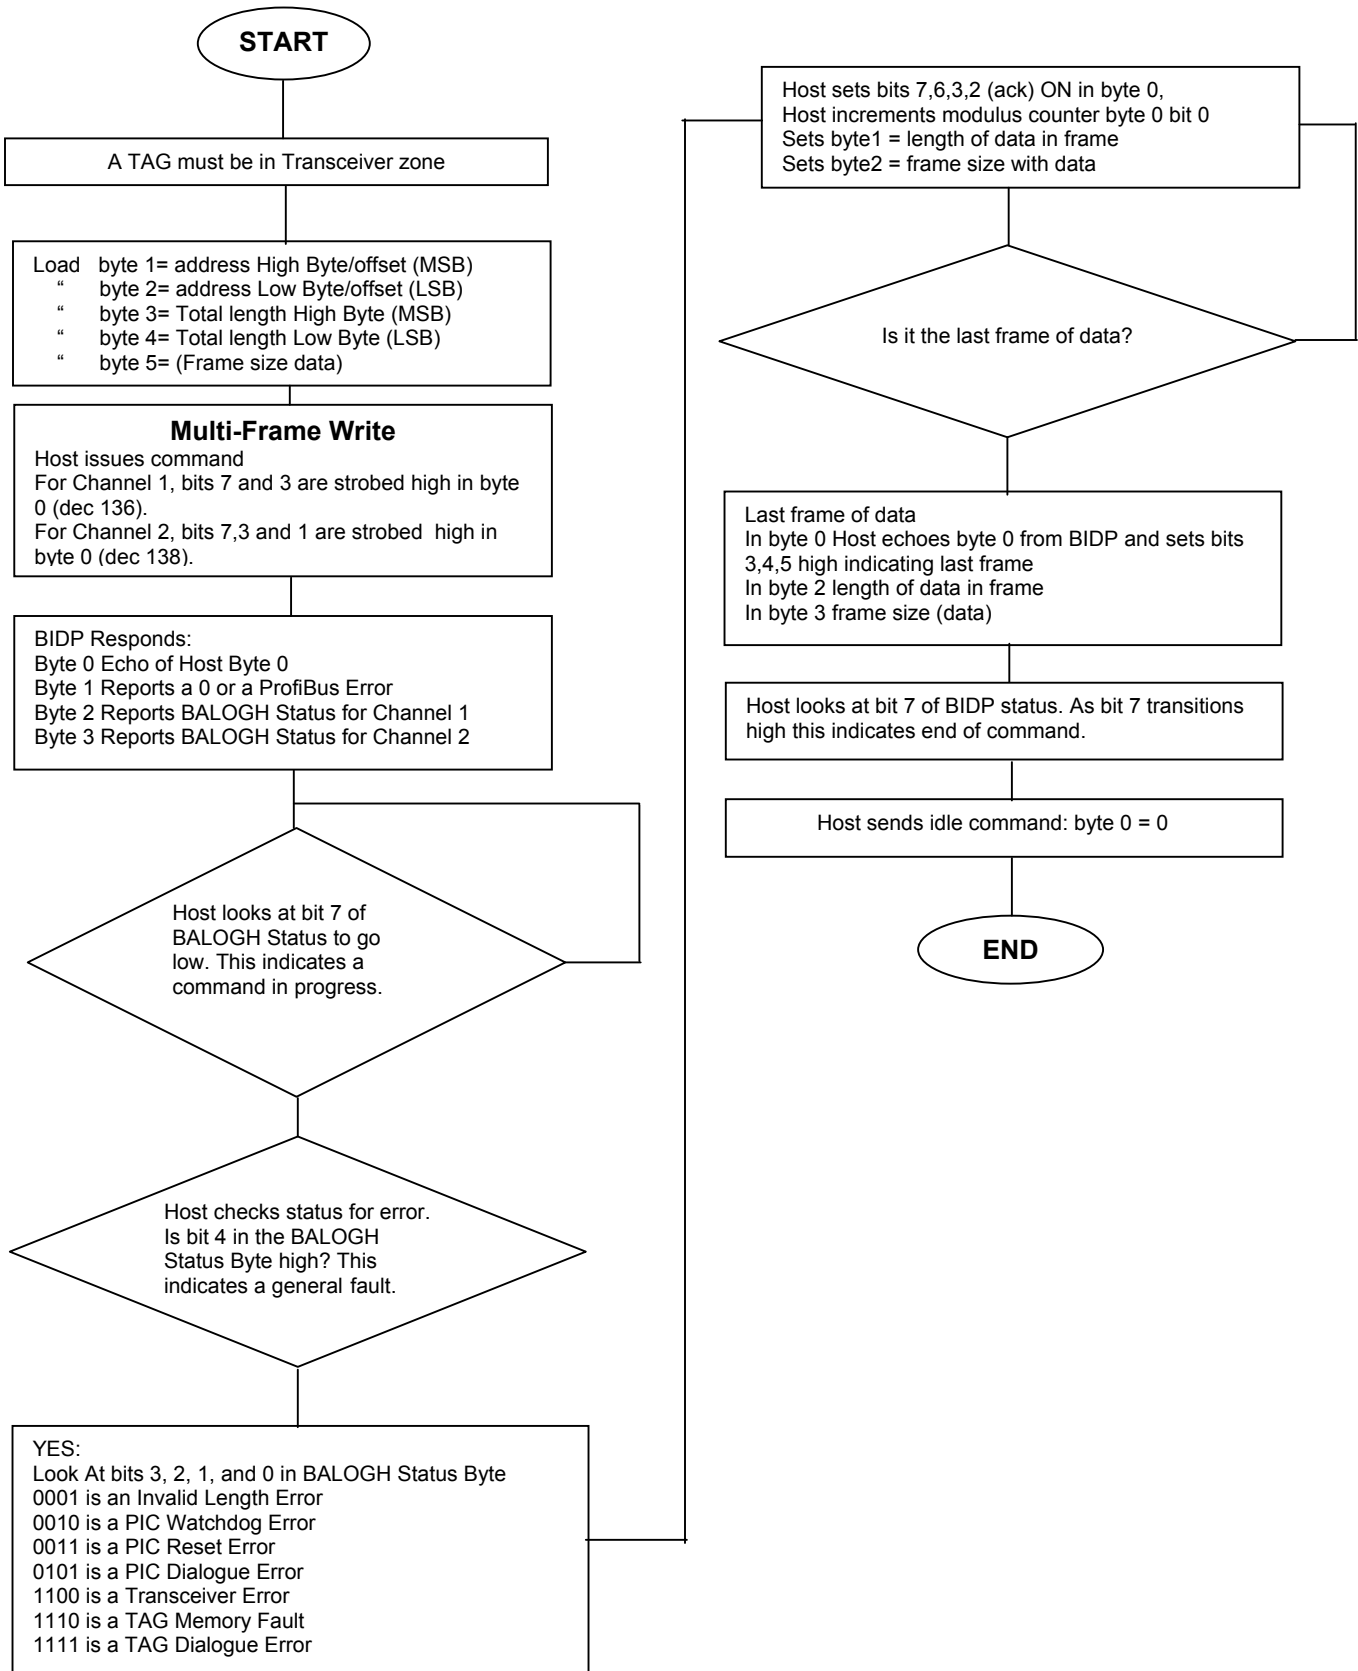 START
A TAG must be in Transceiver zone
Load byte 1= address High Byte/offset (MSB)
“ byte 2= address Low Byte/offset (LSB)
“ byte 3= Total length High Byte (MSB)
“ byte 4= Total length Low Byte (LSB)
“ byte 5= (Frame size data)
Multi-Frame Write
Host issues command
For Channel 1, bits 7 and 3 are strobed high in byte
0 (dec 136).
For Channel 2, bits 7,3 and 1 are strobed high in
byte 0 (dec 138).
BIDP Responds:
Byte 0 Echo of Host Byte 0
Byte 1 Reports a 0 or a ProfiBus Error
Byte 2 Reports BALOGH Status for Channel 1
Byte 3 Reports BALOGH Status for Channel 2
Host looks at bit 7 of
BALOGH Status to go
low. This indicates a
command in progress.
Host checks status for error.
Is bit 4 in the BALOGH
Status Byte high? This
indicates a general fault.
YES:
Look At bits 3, 2, 1, and 0 in BALOGH Status Byte
0001 is an Invalid Length Error
0010 is a PIC Watchdog Error
0011 is a PIC Reset Error
0101 is a PIC Dialogue Error
1100 is a Transceiver Error
1110 is a TAG Memory Fault
1111 is a TAG Dialogue Error
Host sets bits 7,6,3,2 (ack) ON in byte 0,
Host increments modulus counter byte 0 bit 0
Sets byte1 = length of data in frame
Sets byte2 = frame size with data
Is it the last frame of data?
Last frame of data
In byte 0 Host echoes byte 0 from BIDP and sets bits
3,4,5 high indicating last frame
In byte 2 length of data in frame
In byte 3 frame size (data)
Host looks at bit 7 of BIDP status. As bit 7 transitions
high this indicates end of command.
Host sends idle command: byte 0 = 0
END